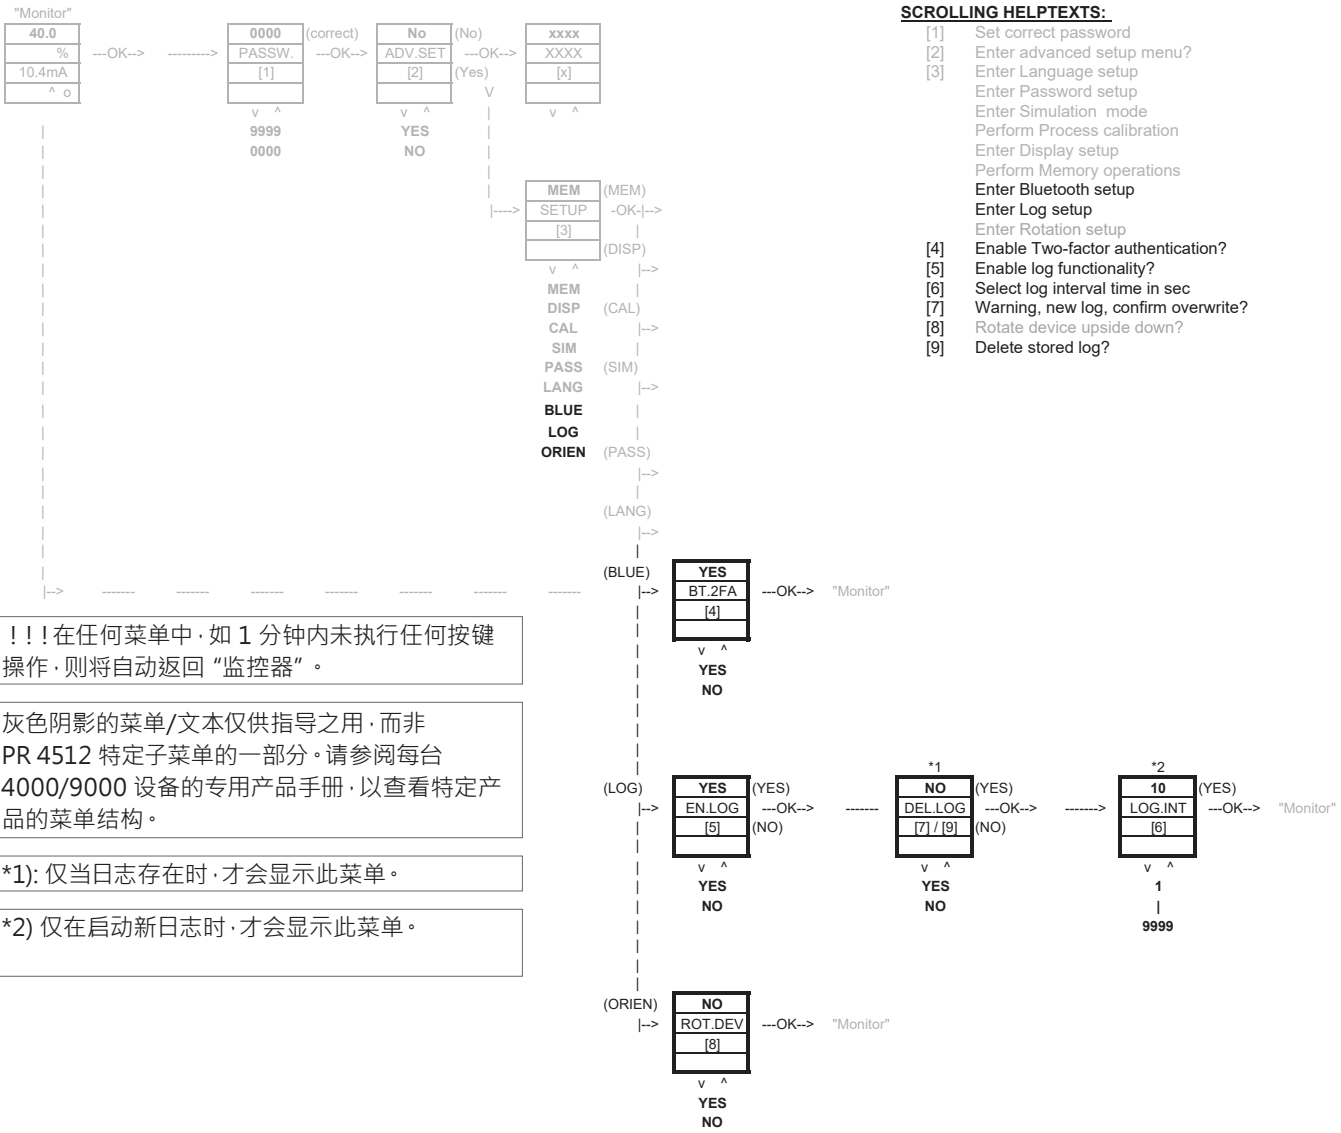 "Monitor"
40.0
%
10.4mA
^ o
---OK-->
--------->
0000
PASSW.
[1]
(correct)
---OK-->
v ^
9999
0000
No
ADV.SET
[2]
(No)
---OK-->
(Yes)
V
v ^
YES
NO
xxxx
XXXX
[x]
v ^
MEM
SETUP
[3]
(MEM)
-OK-|-->
(DISP)
|-->
|---->
v ^
MEM
DISP (CAL)
CAL |-->
SIM
PASS (SIM)
LANG |-->
BLUE
LOG
ORIEN (PASS)
|-->
(LANG)
|-->
SCROLLING HELPTEXTS:
[1] Set correct password
[2] Enter advanced setup menu?
[3] Enter Language setup
Enter Password setup
Enter Simulation mode
Perform Process calibration
Enter Display setup
Perform Memory operations
Enter Bluetooth setup
Enter Log setup
Enter Rotation setup
[4] Enable Two-factor authentication?
[5] Enable log functionality?
[6] Select log interval time in sec
[7] Warning, new log, confirm overwrite?
[8] Rotate device upside down?
[9] Delete stored log?
|--> ------- ------- ------- ------- ------- ------- -------
(BLUE)
|-->
YES
BT.2FA
[4]
---OK--> "Monitor"
v ^
YES
NO
！！！在任何菜单中，如 1 分钟内未执行任何按键
操作，则将自动返回 “监控器”。
灰色阴影的菜单/文本仅供指导之用，而非
PR 4512 特定子菜单的一部分。请参阅每台
4000/9000 设备的专用产品手册，以查看特定产
品的菜单结构。
*1): 仅当日志存在时，才会显示此菜单。
*2) 仅在启动新日志时，才会显示此菜单。
(LOG)
|-->
YES
EN.LOG
[5]
(YES)
---OK-->
(NO)
v ^
YES
NO
-------
*1
NO
DEL.LOG
[7] / [9]
(YES)
---OK-->
(NO)
v ^
YES
NO
------->
*2
10
LOG.INT
[6]
(YES)
---OK--> "Monitor"
v ^
1
|
9999
(ORIEN)
|-->
NO
ROT.DEV
[8]
---OK--> "Monitor"
v ^
YES
NO